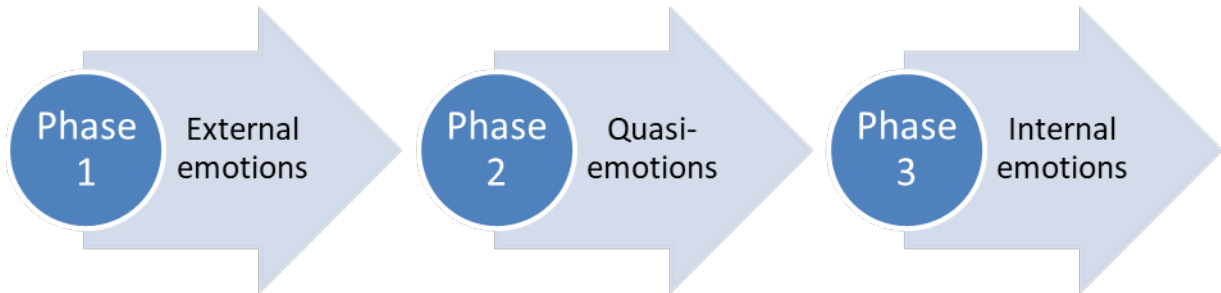 Phase
1
External
emotions
Phase
2
Quasi-
emotions
Phase
3
Internal
emotions